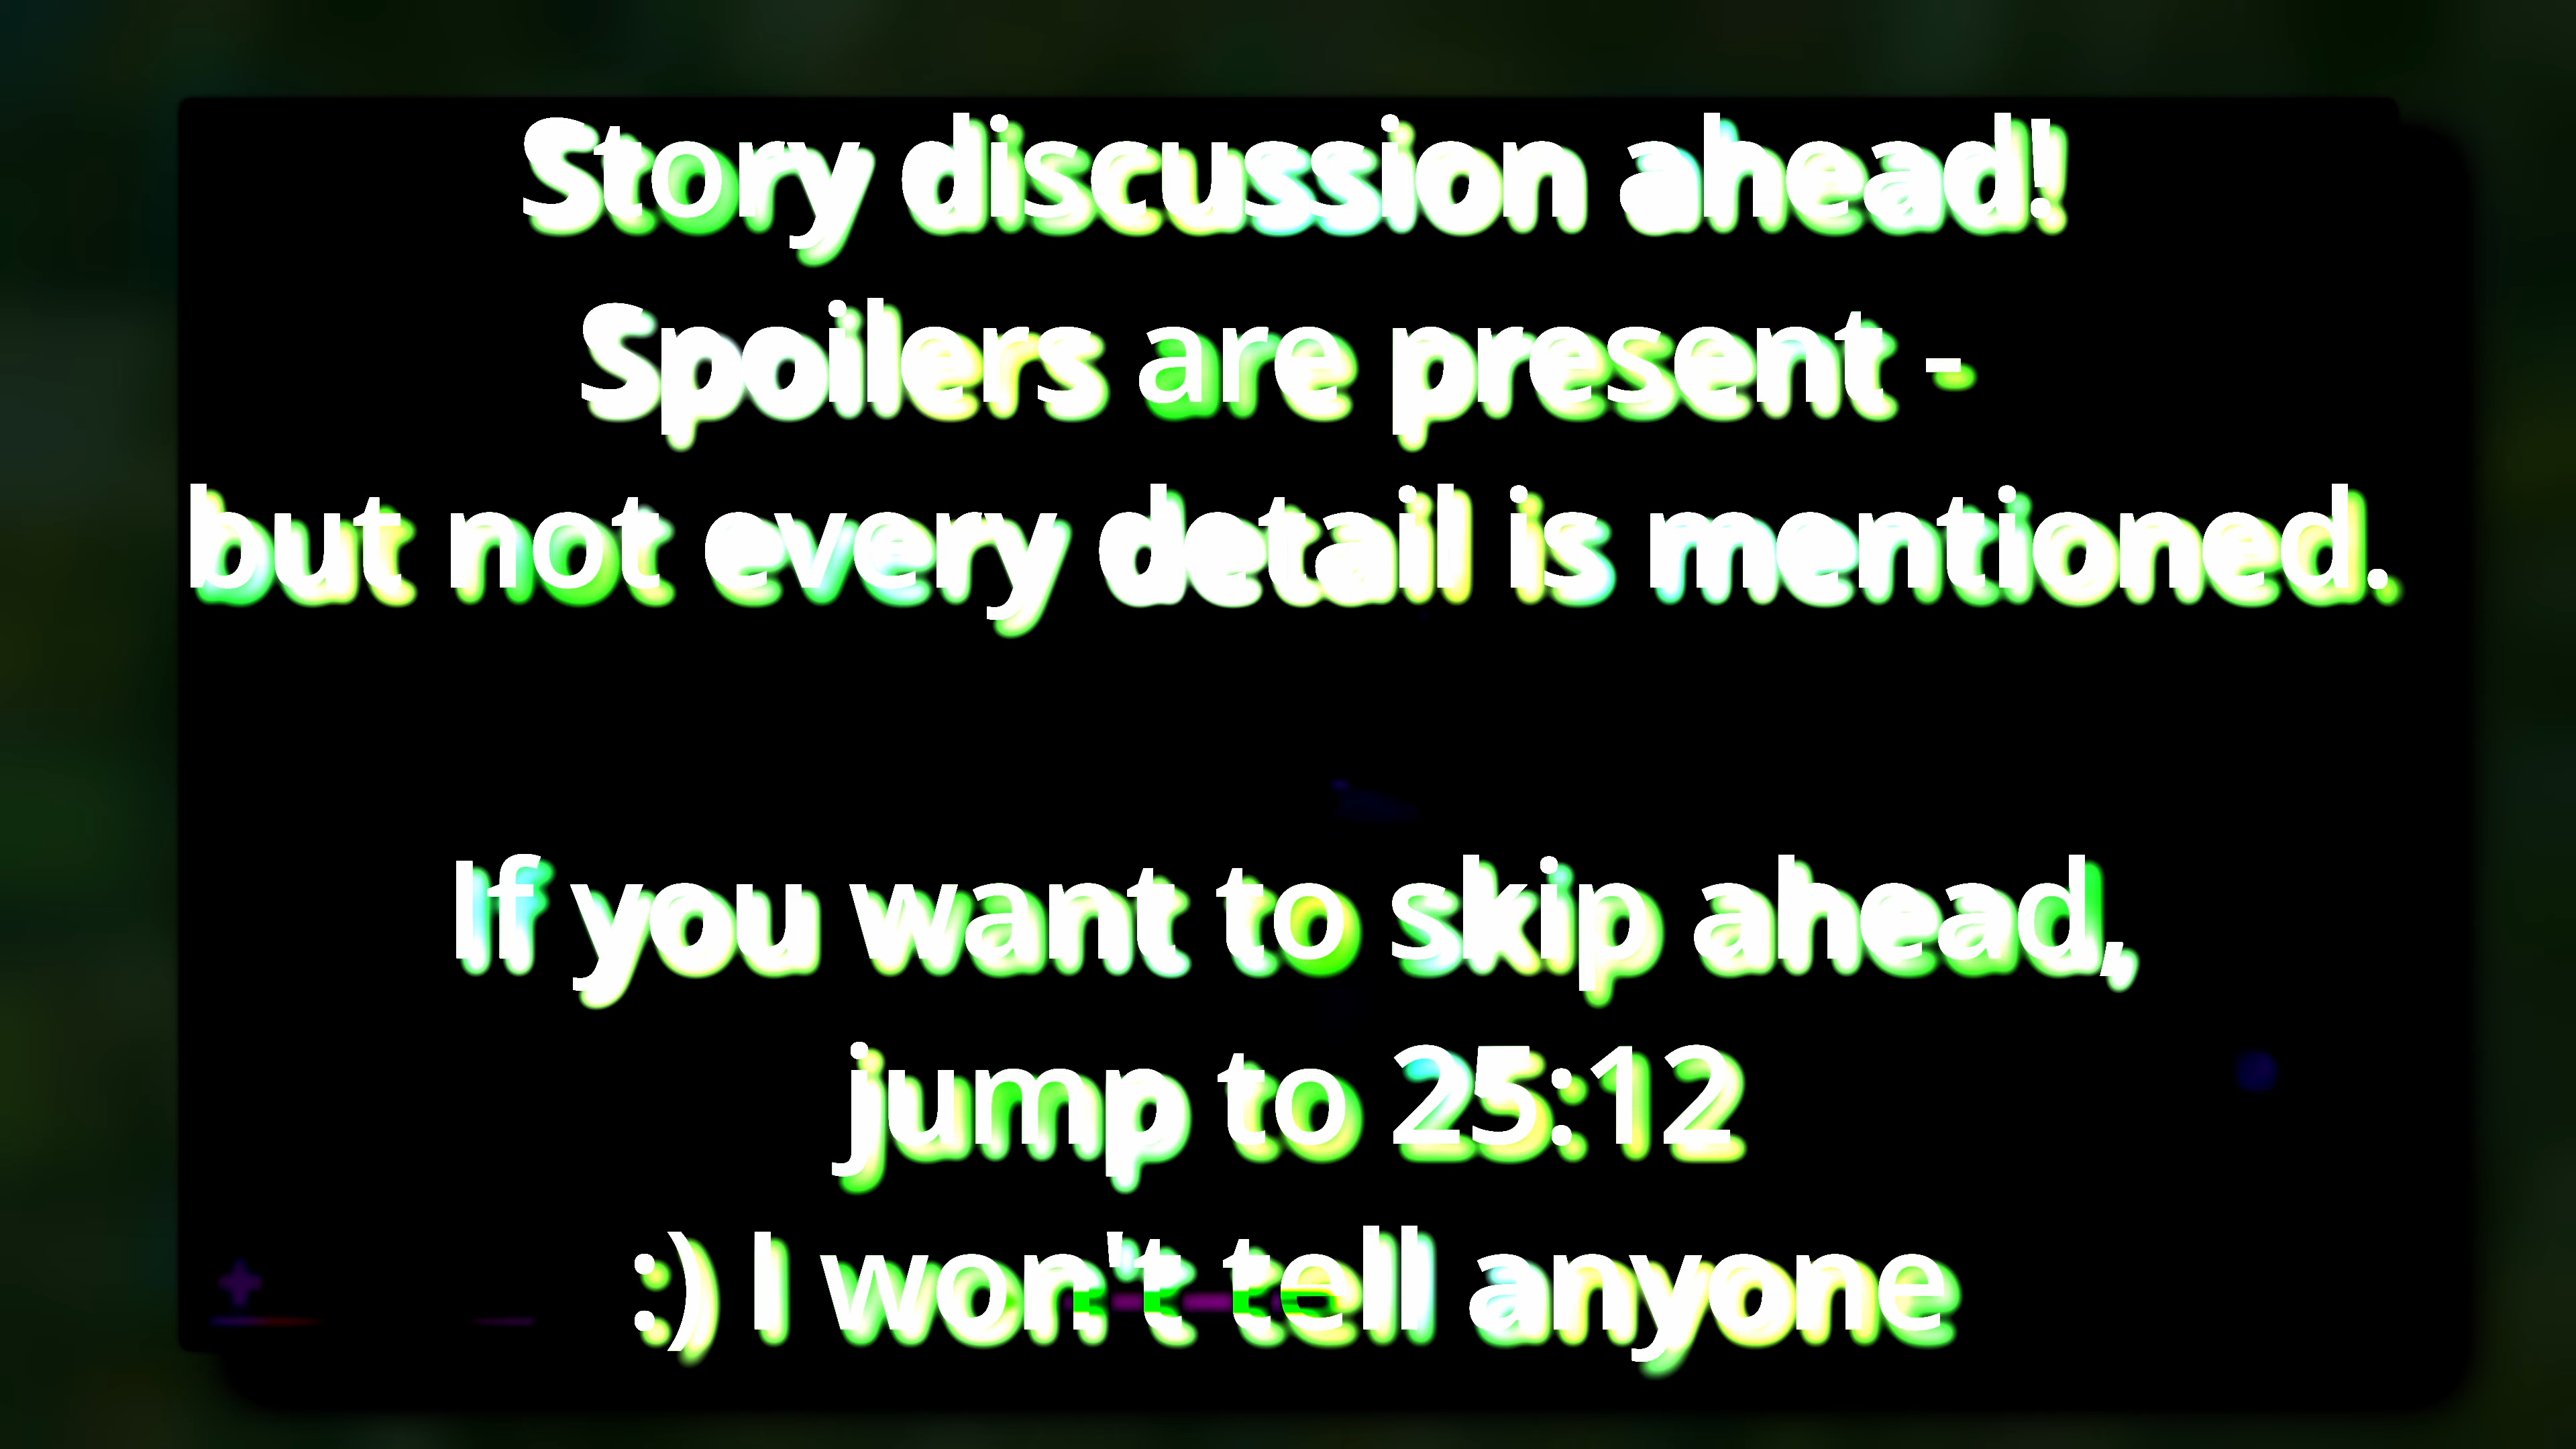 Story discussion ahead!
Spoilers are present -
but not every detail is mentioned.
If you want to skip ahead,
jump to 25:12
:) I won't tell anyone